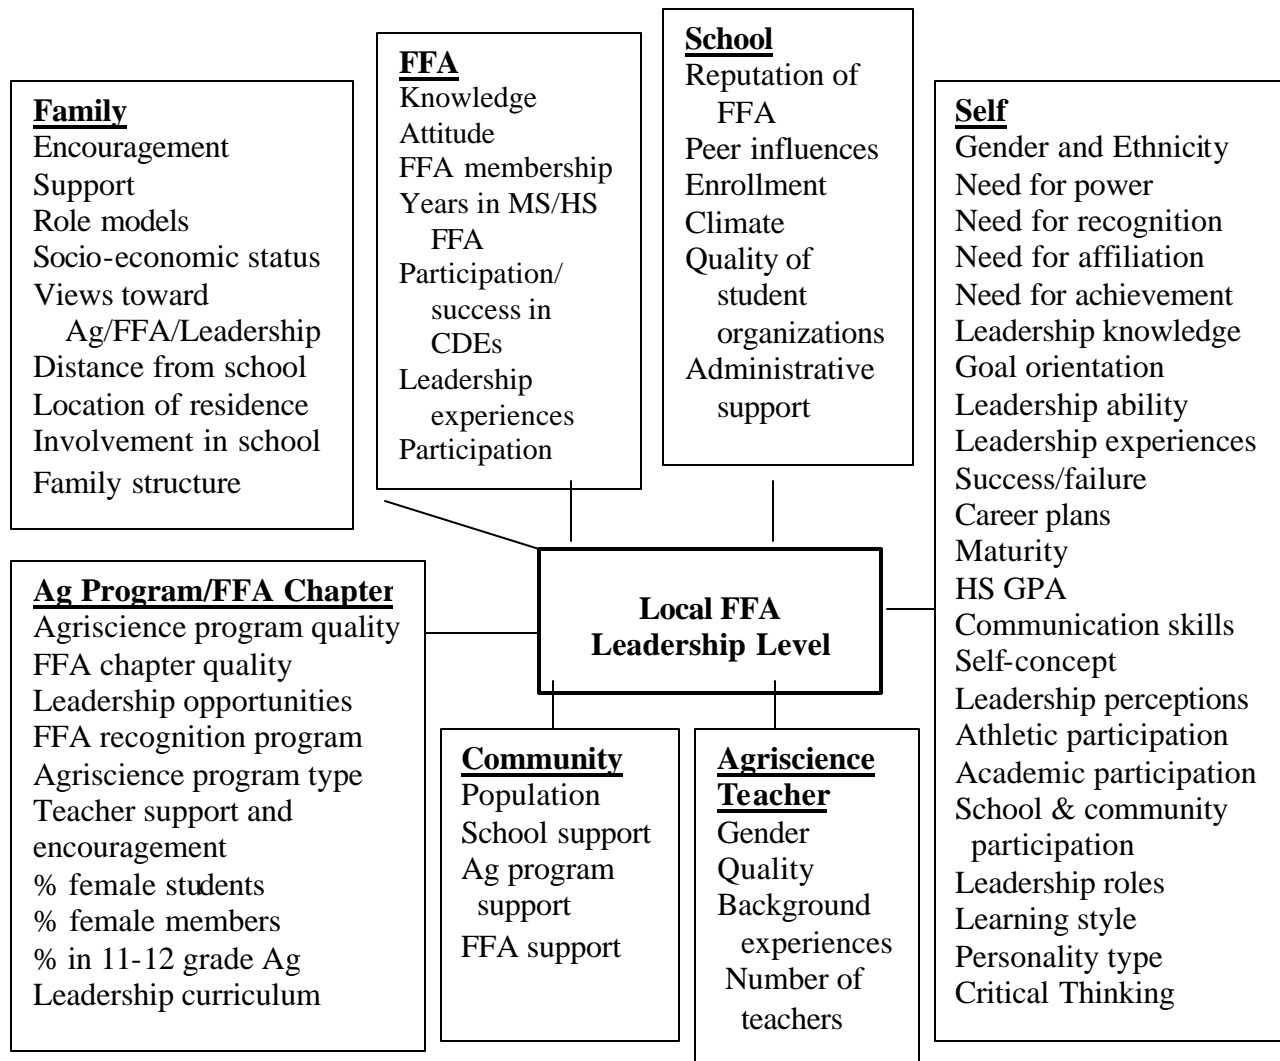 Family
Encouragement
Support
Role models
Socio-economic status
Views toward
Ag/FFA/Leadership
Distance from school
Location of residence
Involvement in school
Family structure
FFA
Knowledge
Attitude
FFA membership
Years in MS/HS
FFA
Participation/
success in
CDEs
Leadership
experiences
Participation
School
Reputation of
FFA
Peer influences
Enrollment
Climate
Quality of
student
organizations
Administrative
support
Self
Gender and Ethnicity
Need for power
Need for recognition
Need for affiliation
Need for achievement
Leadership knowledge
Goal orientation
Leadership ability
Leadership experiences
Success/failure
Career plans
Maturity
HS GPA
Communication skills
Self-concept
Leadership perceptions
Athletic participation
Academic participation
School & community
participation
Leadership roles
Learning style
Personality type
Critical Thinking
Local FFA
Leadership Level
Ag Program/FFA Chapter
Agriscience program quality
FFA chapter quality
Leadership opportunities
FFA recognition program
Agriscience program type
Teacher support and
encouragement
% female students
% female members
% in 11-12 grade Ag
Leadership curriculum
Community
Population
School support
Ag program
support
FFA support
Agriscience
Teacher
Gender
Quality
Background
experiences
Number of
teachers